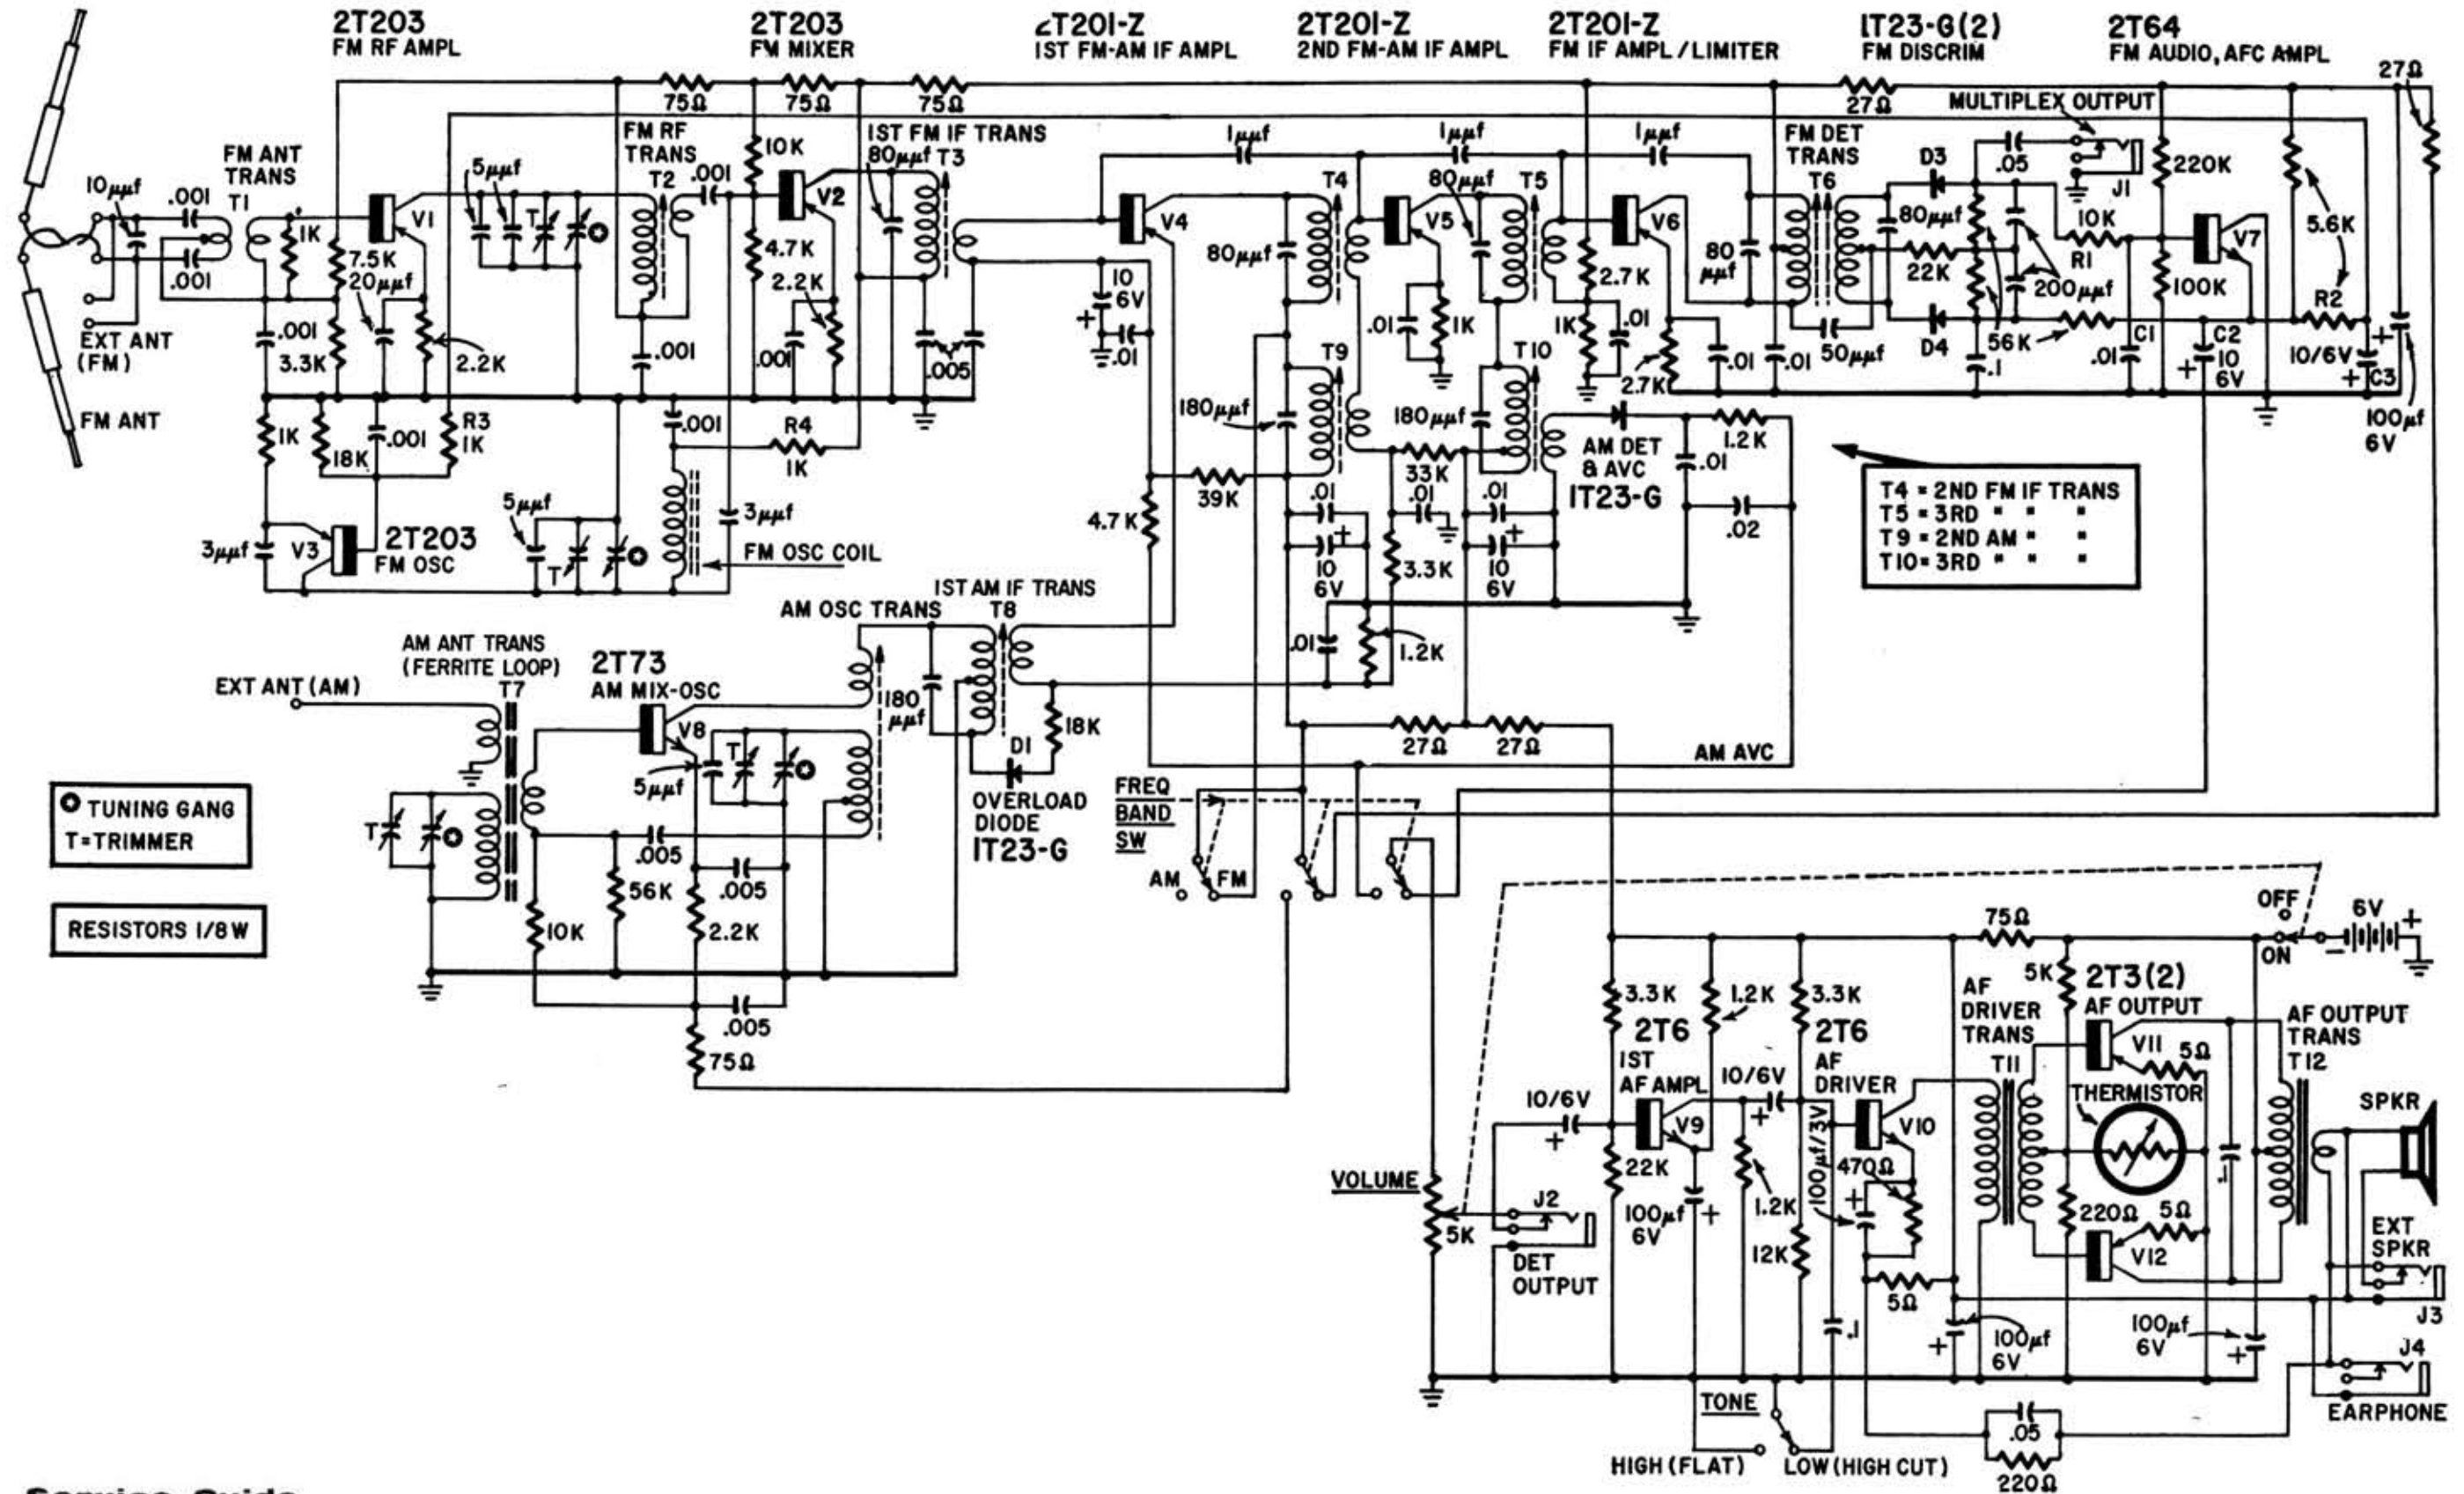 2T203
FM RF AMPL
2T203
FM MIXER
2T201-Z
1ST FM-AM IF AMPL
2T201-Z
2ND FM-AM IF AMPL
2T201-Z
FM IF AMPL/LIMITER
1T23-G(2)
FM DISCRIM
2T64
FM AUDIO, AFC AMPL
27Ω
75Ω
75Ω
75Ω
27Ω
MULTIPLEX OUTPUT
FM ANT
TRANS
T1
10μμf
.001
.001
1K
7.5K
20μμf
V1
5μμf
T
FM RF
TRANS
T2
.001
10K
V2
4.7K
2.2K
1ST FM IF TRANS
80μμf
T3
1μμf
1μμf
1μμf
V4
T4
80μμf
80μμf
V5
T5
V6
80
μμf
FM DET
TRANS
T6
D3
.05
J1
220K
80μμf
10K
R1
V7
5.6K
22K
200μμf
100K
R2
EXT ANT
(FM)
.001
3.3K
2.2K
.001
.001
.005
10
6V
+
.01
.01
1K
2.7K
1K
.01
2.7K
.01
.01
50μμf
D4
56K
.1
C1
.01
C2
10
6V
+
10/6V
+
C3
+
100μf
6V
FM ANT
1K
18K
.001
R3
1K
.001
R4
1K
T9
180μμf
T10
180μμf
33K
39K
4.7K
AM DET
& AVC
1T23-G
.01
1.2K
.02
T4 = 2ND FM IF TRANS
T5 = 3RD " " "
T9 = 2ND AM " "
T10= 3RD " " "
3μμf
V3
2T203
FM OSC
5μμf
T
3μμf
FM OSC COIL
.01
+
10
6V
.01
3.3K
.01
+
10
6V
.01
1.2K
AM ANT TRANS
(FERRITE LOOP)
T7
EXT ANT (AM)
2T73
AM MIX-OSC
V8
5μμf
T
AM OSC TRANS
1ST AM IF TRANS
T8
180
μμf
18K
D1
OVERLOAD
DIODE
1T23-G
27Ω
27Ω
AM AVC
FREQ
BAND
SW
AM
FM
TUNING GANG
T=TRIMMER
RESISTORS 1/8 W
T
.005
56K
.005
2.2K
10K
.005
75Ω
75Ω
OFF
ON
6V
+
−
3.3K
1.2K
3.3K
5K
2T6
1ST
AF AMPL
V9
10/6V
+
2T6
AF
DRIVER
V10
AF
DRIVER
TRANS
T11
2T3(2)
AF OUTPUT
V11
5Ω
AF OUTPUT
TRANS
T12
THERMISTOR
SPKR
10/6V
+
22K
100μf
6V
+
1.2K
12K
100μf/3V
+
470Ω
5Ω
.1
220Ω
5Ω
V12
.1
VOLUME
5K
J2
DET
OUTPUT
EXT
SPKR
J3
+
100μf
6V
100μf
6V
+
J4
EARPHONE
TONE
HIGH (FLAT)
LOW (HIGH CUT)
.05
220Ω